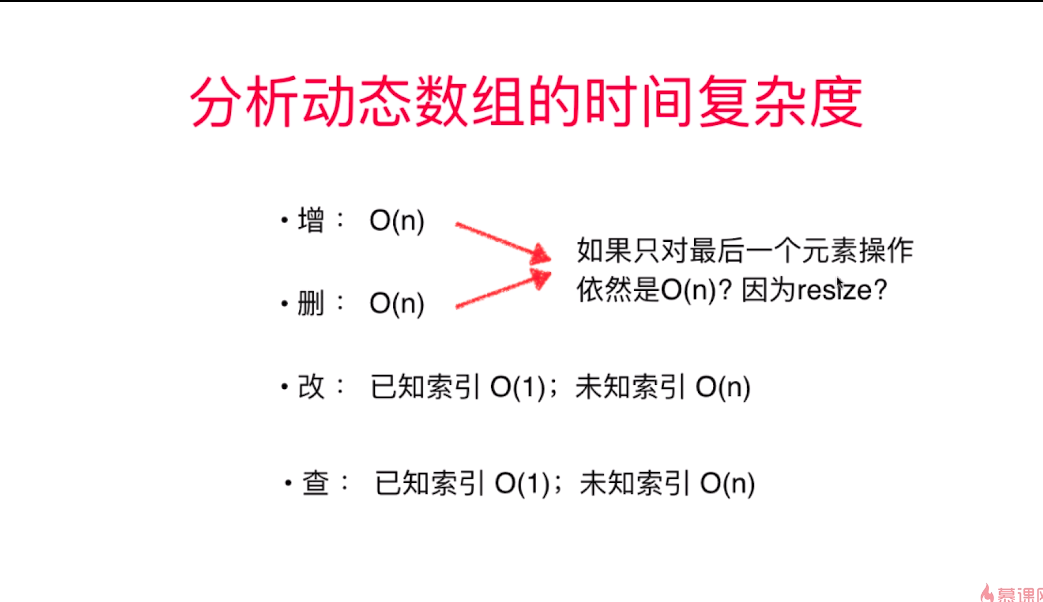 分析动态数组的时间复杂度
• 增： O(n)
• 删： O(n)
如果只对最后一个元素操作
依然是O(n)? 因为resize?
• 改： 已知索引 O(1)；未知索引 O(n)
• 查： 已知索引 O(1)；未知索引 O(n)
慕课网